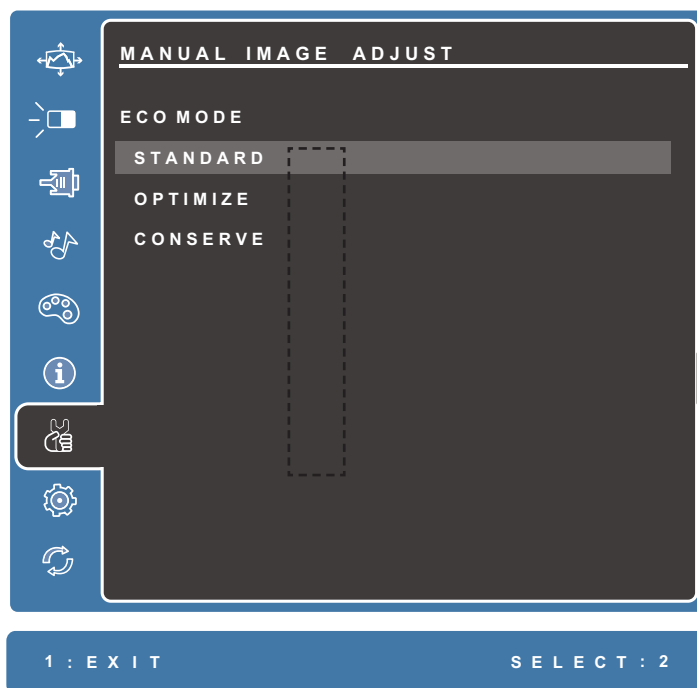 MANUAL IMAGE ADJUST
ECO MODE
STANDARD
OPTIMIZE
CONSERVE
1 : EXIT
SELECT : 2